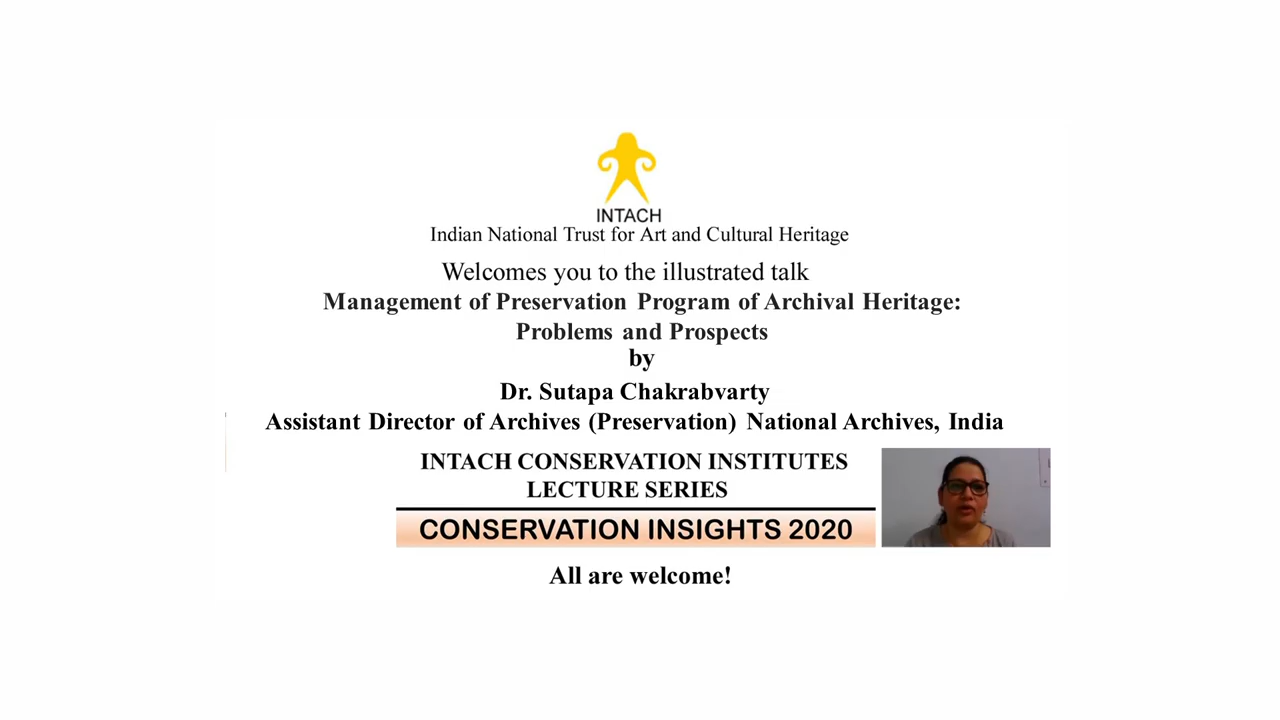 INTACH
Indian National Trust for Art and Cultural Heritage
Welcomes you to the illustrated talk
Management of Preservation Program of Archival Heritage:
Problems and Prospects
by
Dr. Sutapa Chakrabvarty
Assistant Director of Archives (Preservation) National Archives, India
INTACH CONSERVATION INSTITUTES
LECTURE SERIES
CONSERVATION INSIGHTS 2020
All are welcome!